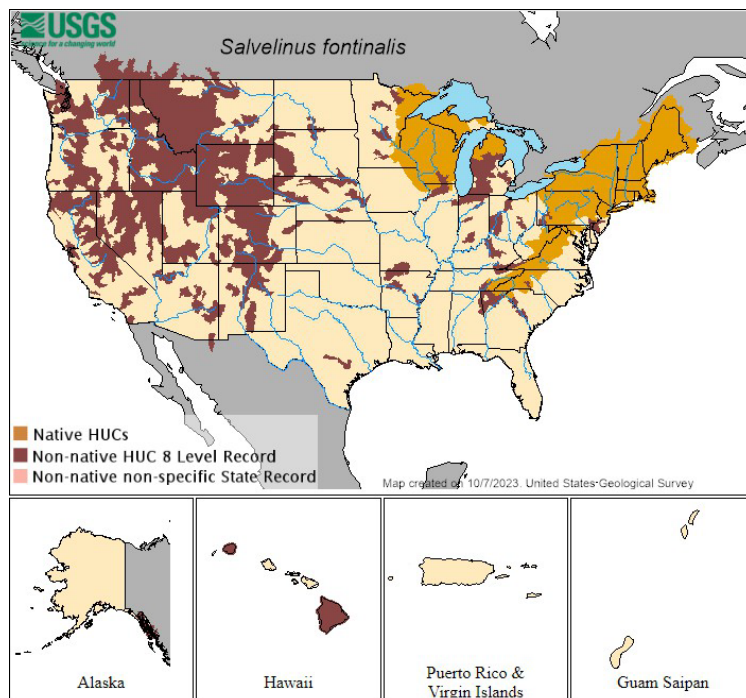 USGS
science for a changing world
Salvelinus fontinalis
Native HUCs
Non-native HUC 8 Level Record
Non-native non-specific State Record
Map created on 10/7/2023. United States Geological Survey
Alaska
Hawaii
Puerto Rico &
Virgin Islands
Guam Saipan